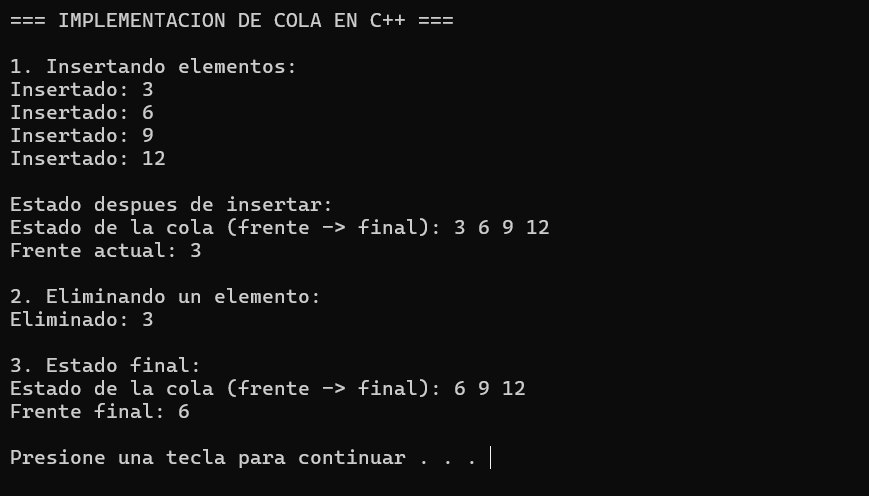 === IMPLEMENTACION DE COLA EN C++ ===
1. Insertando elementos:
Insertado: 3
Insertado: 6
Insertado: 9
Insertado: 12
Estado despues de insertar:
Estado de la cola (frente -> final): 3 6 9 12
Frente actual: 3
2. Eliminando un elemento:
Eliminado: 3
3. Estado final:
Estado de la cola (frente -> final): 6 9 12
Frente final: 6
Presione una tecla para continuar . . .